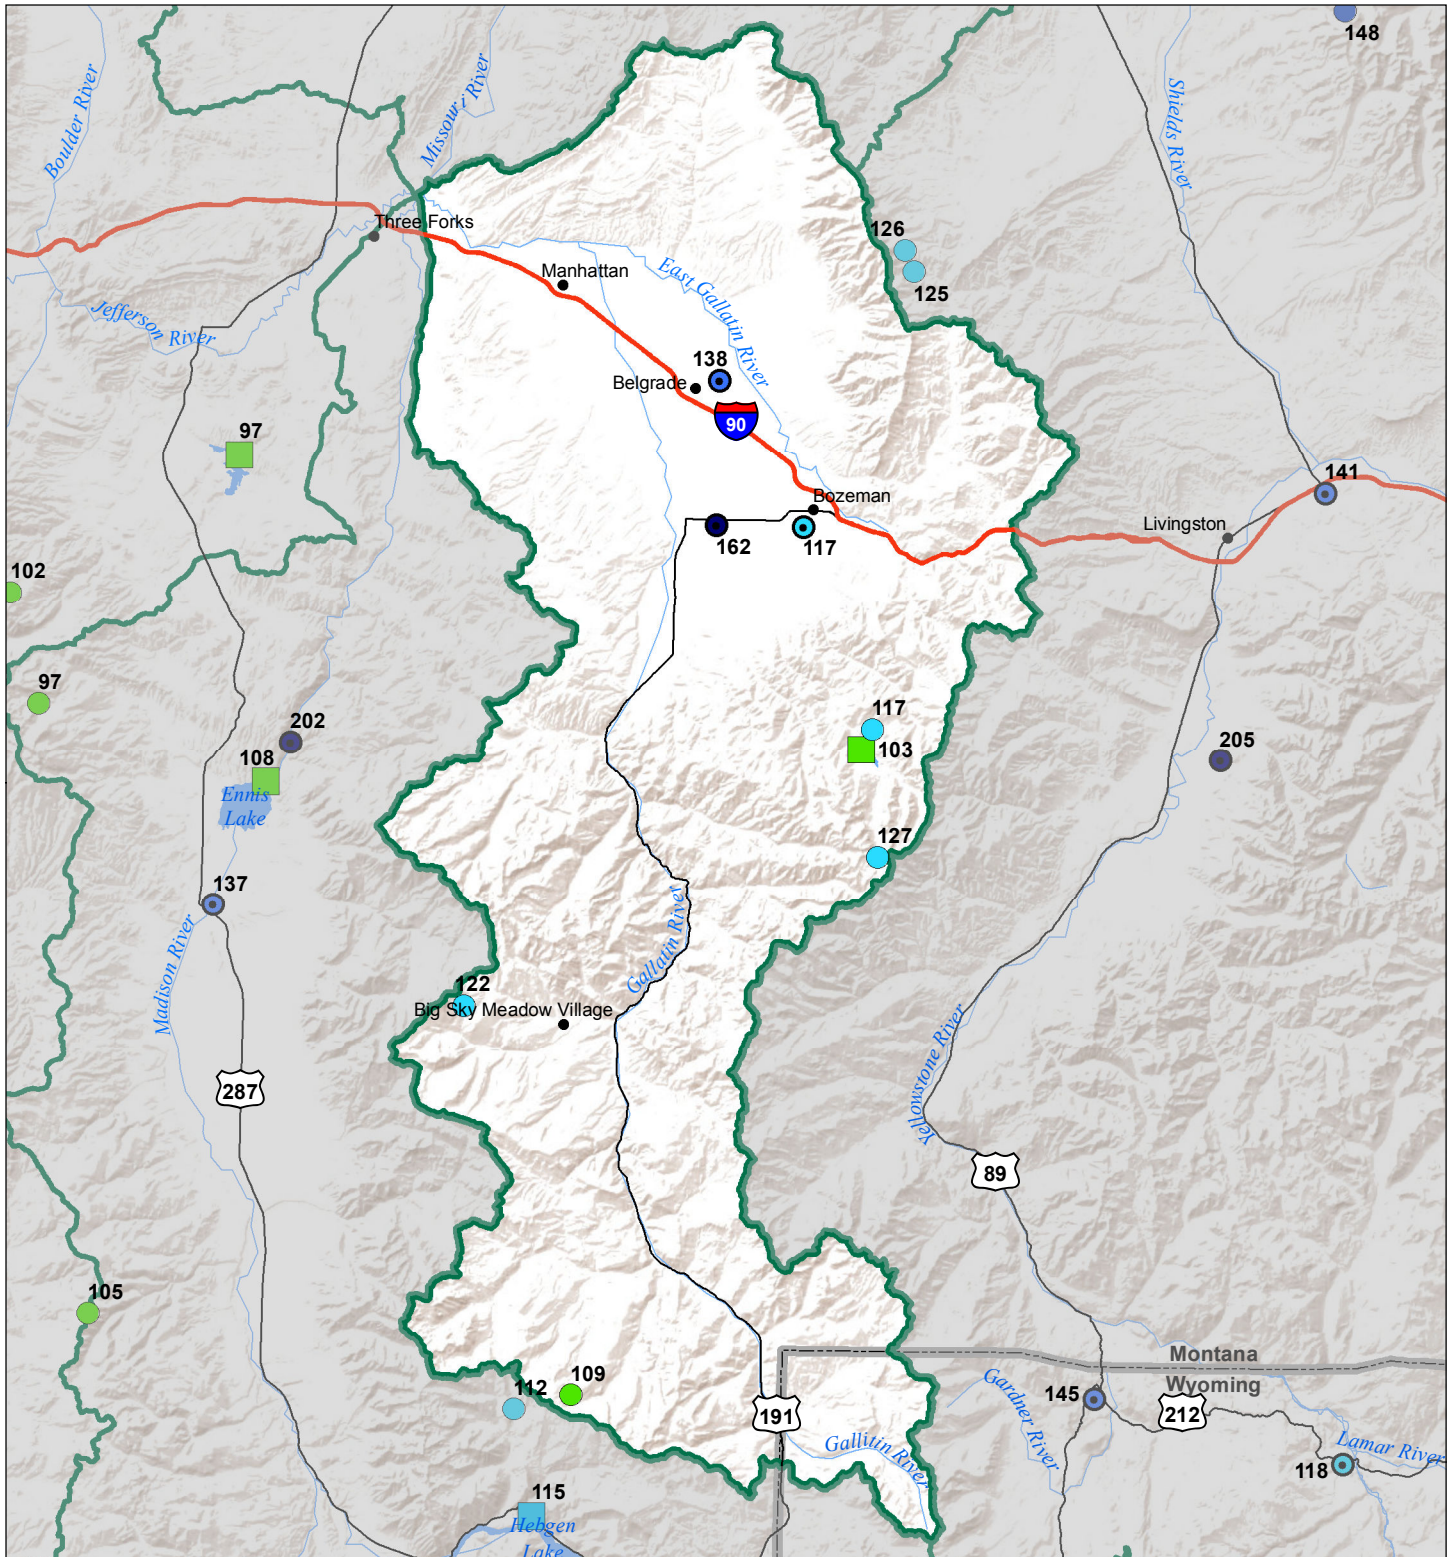 148
Boulder River
Missouri River
Shields River
Three Forks
126
125
Manhattan
East Gallatin River
Jefferson River
138
Belgrade
90
97
141
Bozeman
Livingston
162
117
102
97
202
117
103
205
108
Ennis
Lake
127
137
Madison River
Gallatin River
122
Big Sky Meadow Village
Yellowstone River
287
89
105
Montana
Wyoming
109
112
145
191
212
Gardner River
Gallitin River
Lamar River
118
115
Hebgen
Lake